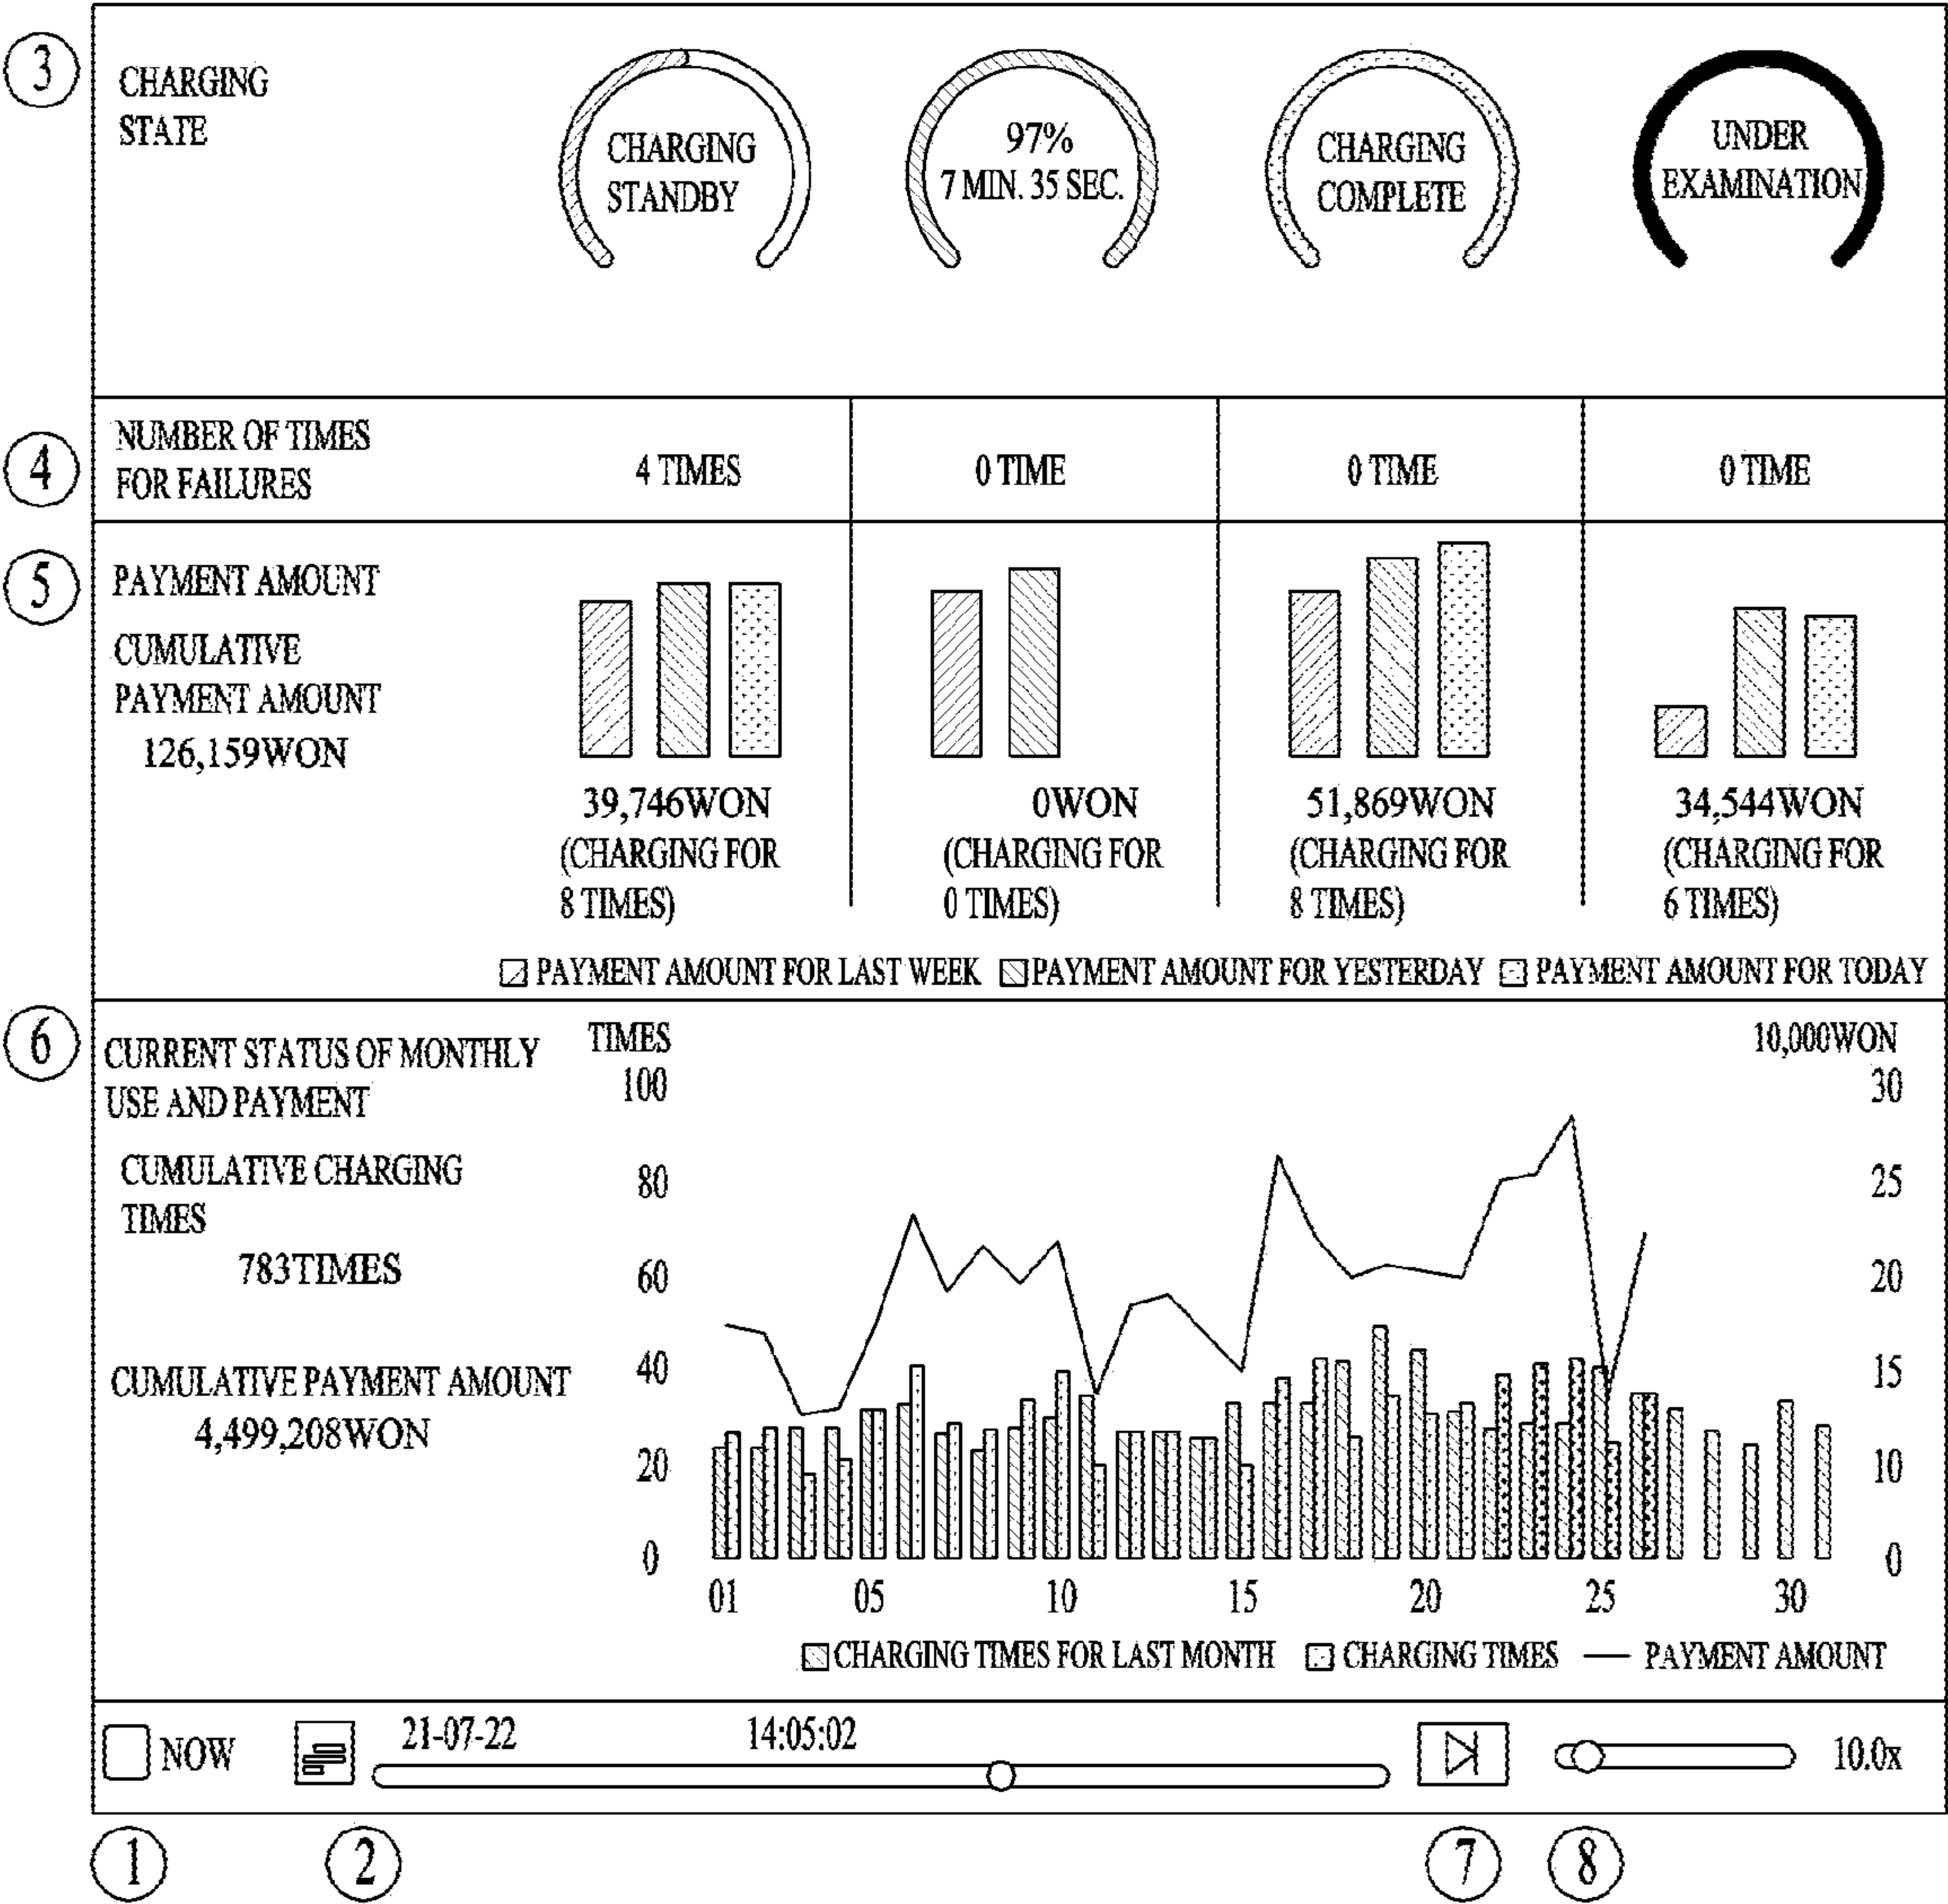 3
CHARGING
STATE
CHARGING
STANDBY
97%
7 MIN. 35 SEC.
CHARGING
COMPLETE
UNDER
EXAMINATION
4
NUMBER OF TIMES
FOR FAILURES
4 TIMES
0 TIME
0 TIME
0 TIME
5
PAYMENT AMOUNT
CUMULATIVE
PAYMENT AMOUNT
126,159WON
39,746WON
(CHARGING FOR
8 TIMES)
0WON
(CHARGING FOR
0 TIMES)
51,869WON
(CHARGING FOR
8 TIMES)
34,544WON
(CHARGING FOR
6 TIMES)
PAYMENT AMOUNT FOR LAST WEEK PAYMENT AMOUNT FOR YESTERDAY PAYMENT AMOUNT FOR TODAY
6
CURRENT STATUS OF MONTHLY
USE AND PAYMENT
CUMULATIVE CHARGING
TIMES
783TIMES
CUMULATIVE PAYMENT AMOUNT
4,499,208WON
TIMES
100
80
60
40
20
0
10,000WON
30
25
20
15
10
0
01 05 10 15 20 25 30
CHARGING TIMES FOR LAST MONTH CHARGING TIMES PAYMENT AMOUNT
NOW
21-07-22 14:05:02
10.0x
1 2 7 8